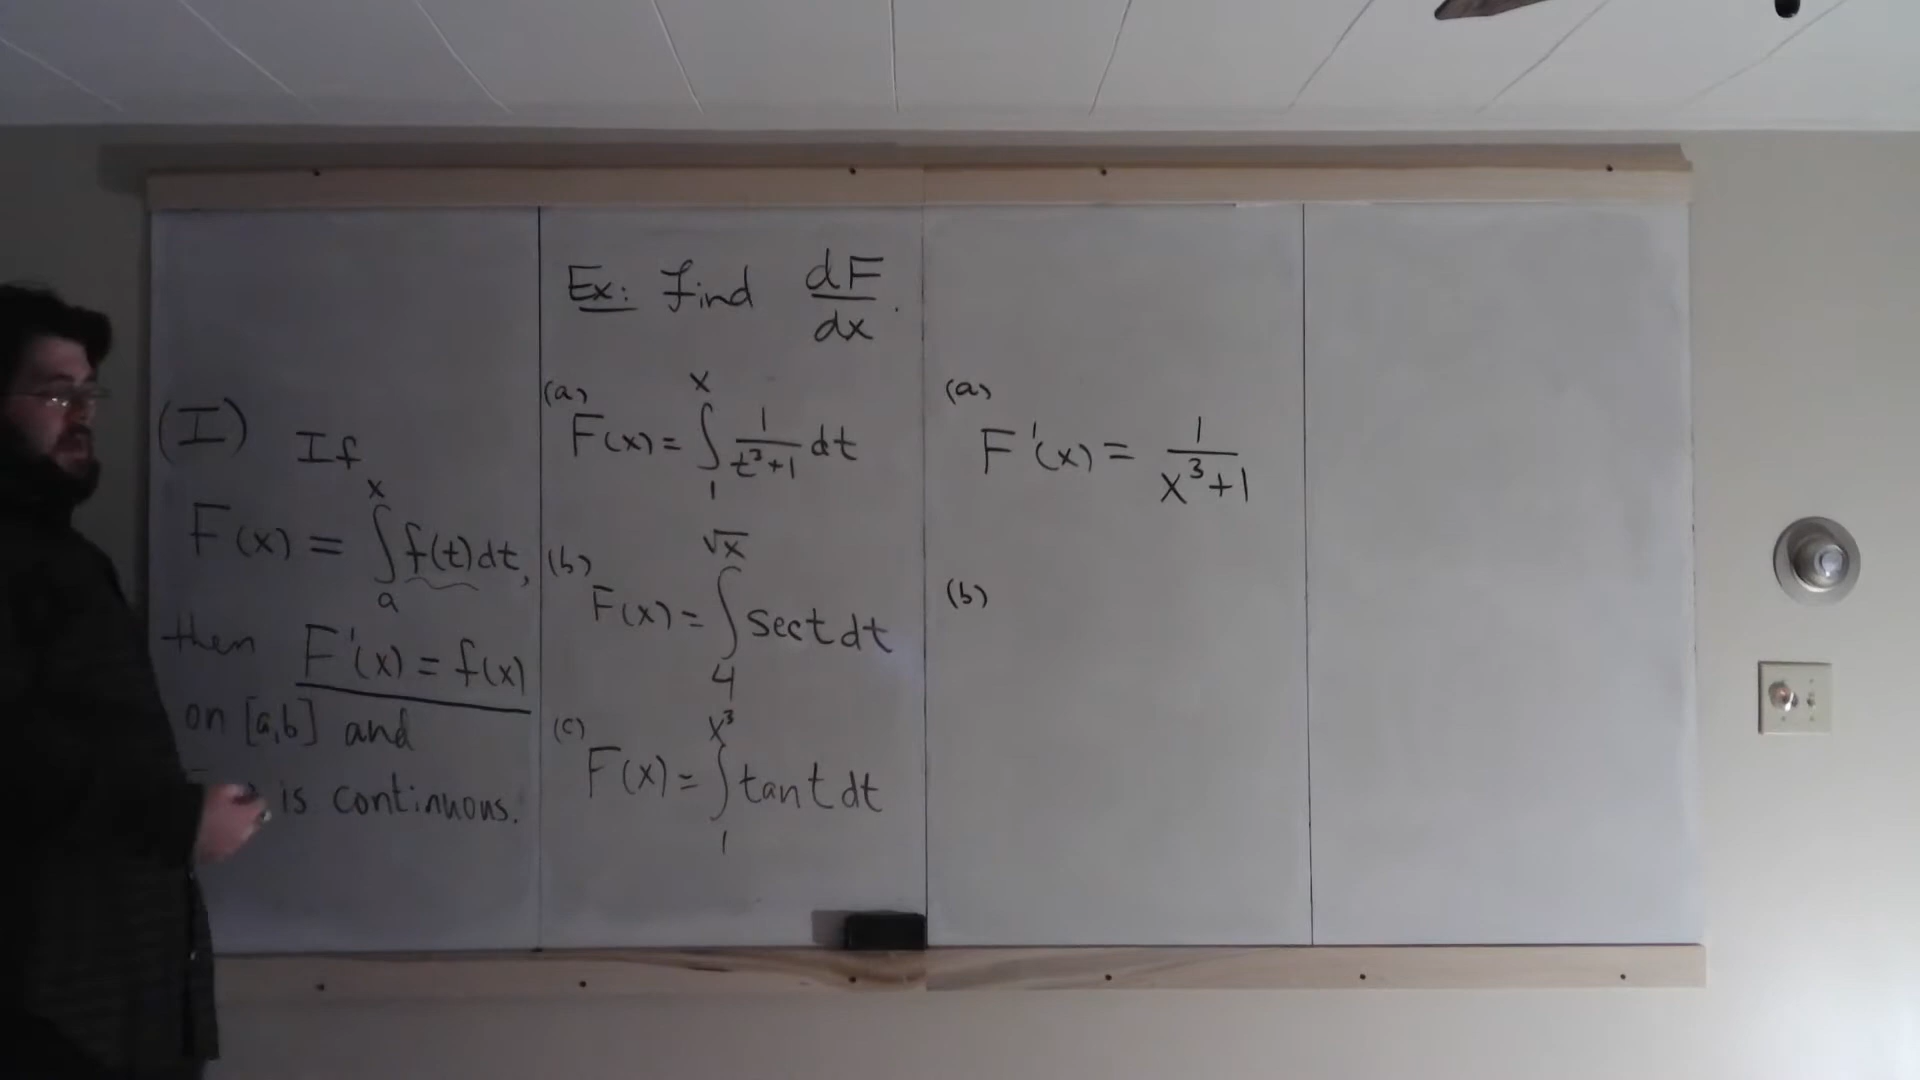 (I) If
F(x) = ∫ₐˣ f(t)dt,
then F'(x) = f(x)
on [a,b] and
is continuous.
Ex: find dF/dx.
(a)
F(x) = ∫₁ˣ 1/(t³+1) dt
(b)
F(x) = ∫₄^√x sec t dt
(c)
F(x) = ∫₁^x³ tan t dt
(a)
F'(x) = 1/(x³+1)
(b)